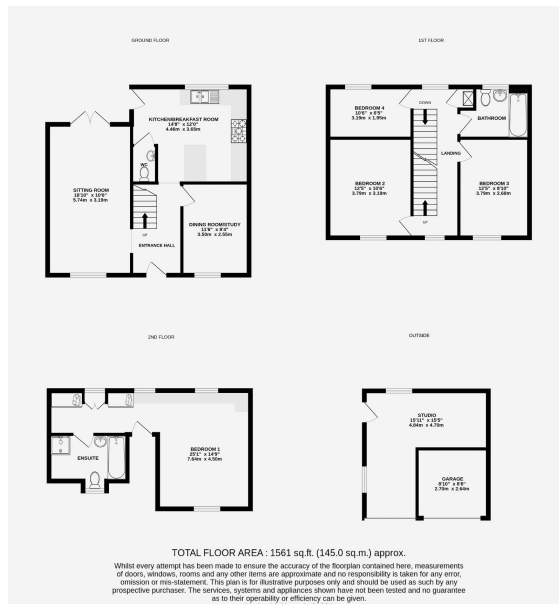 GROUND FLOOR
KITCHEN/BREAKFAST ROOM
14'8" x 12'0"
4.46m x 3.65m
WC
SITTING ROOM
18'10" x 10'6"
5.74m x 3.19m
DINING ROOM/STUDY
11'6" x 8'4"
3.50m x 2.55m
UP
ENTRANCE HALL
1ST FLOOR
BEDROOM 4
10'6" x 6'5"
3.19m x 1.95m
DOWN
BATHROOM
LANDING
BEDROOM 2
12'5" x 10'6"
3.79m x 3.19m
BEDROOM 3
12'5" x 8'10"
3.79m x 2.68m
UP
2ND FLOOR
BEDROOM 1
25'1" x 14'9"
7.64m x 4.50m
ENSUITE
OUTSIDE
STUDIO
15'11" x 15'5"
4.84m x 4.70m
GARAGE
8'10" x 8'8"
2.70m x 2.64m
TOTAL FLOOR AREA : 1561 sq.ft. (145.0 sq.m.) approx.
Whilst every attempt has been made to ensure the accuracy of the floorplan contained here, measurements
of doors, windows, rooms and any other items are approximate and no responsibility is taken for any error,
omission or mis-statement. This plan is for illustrative purposes only and should be used as such by any
prospective purchaser. The services, systems and appliances shown have not been tested and no guarantee
as to their operability or efficiency can be given.